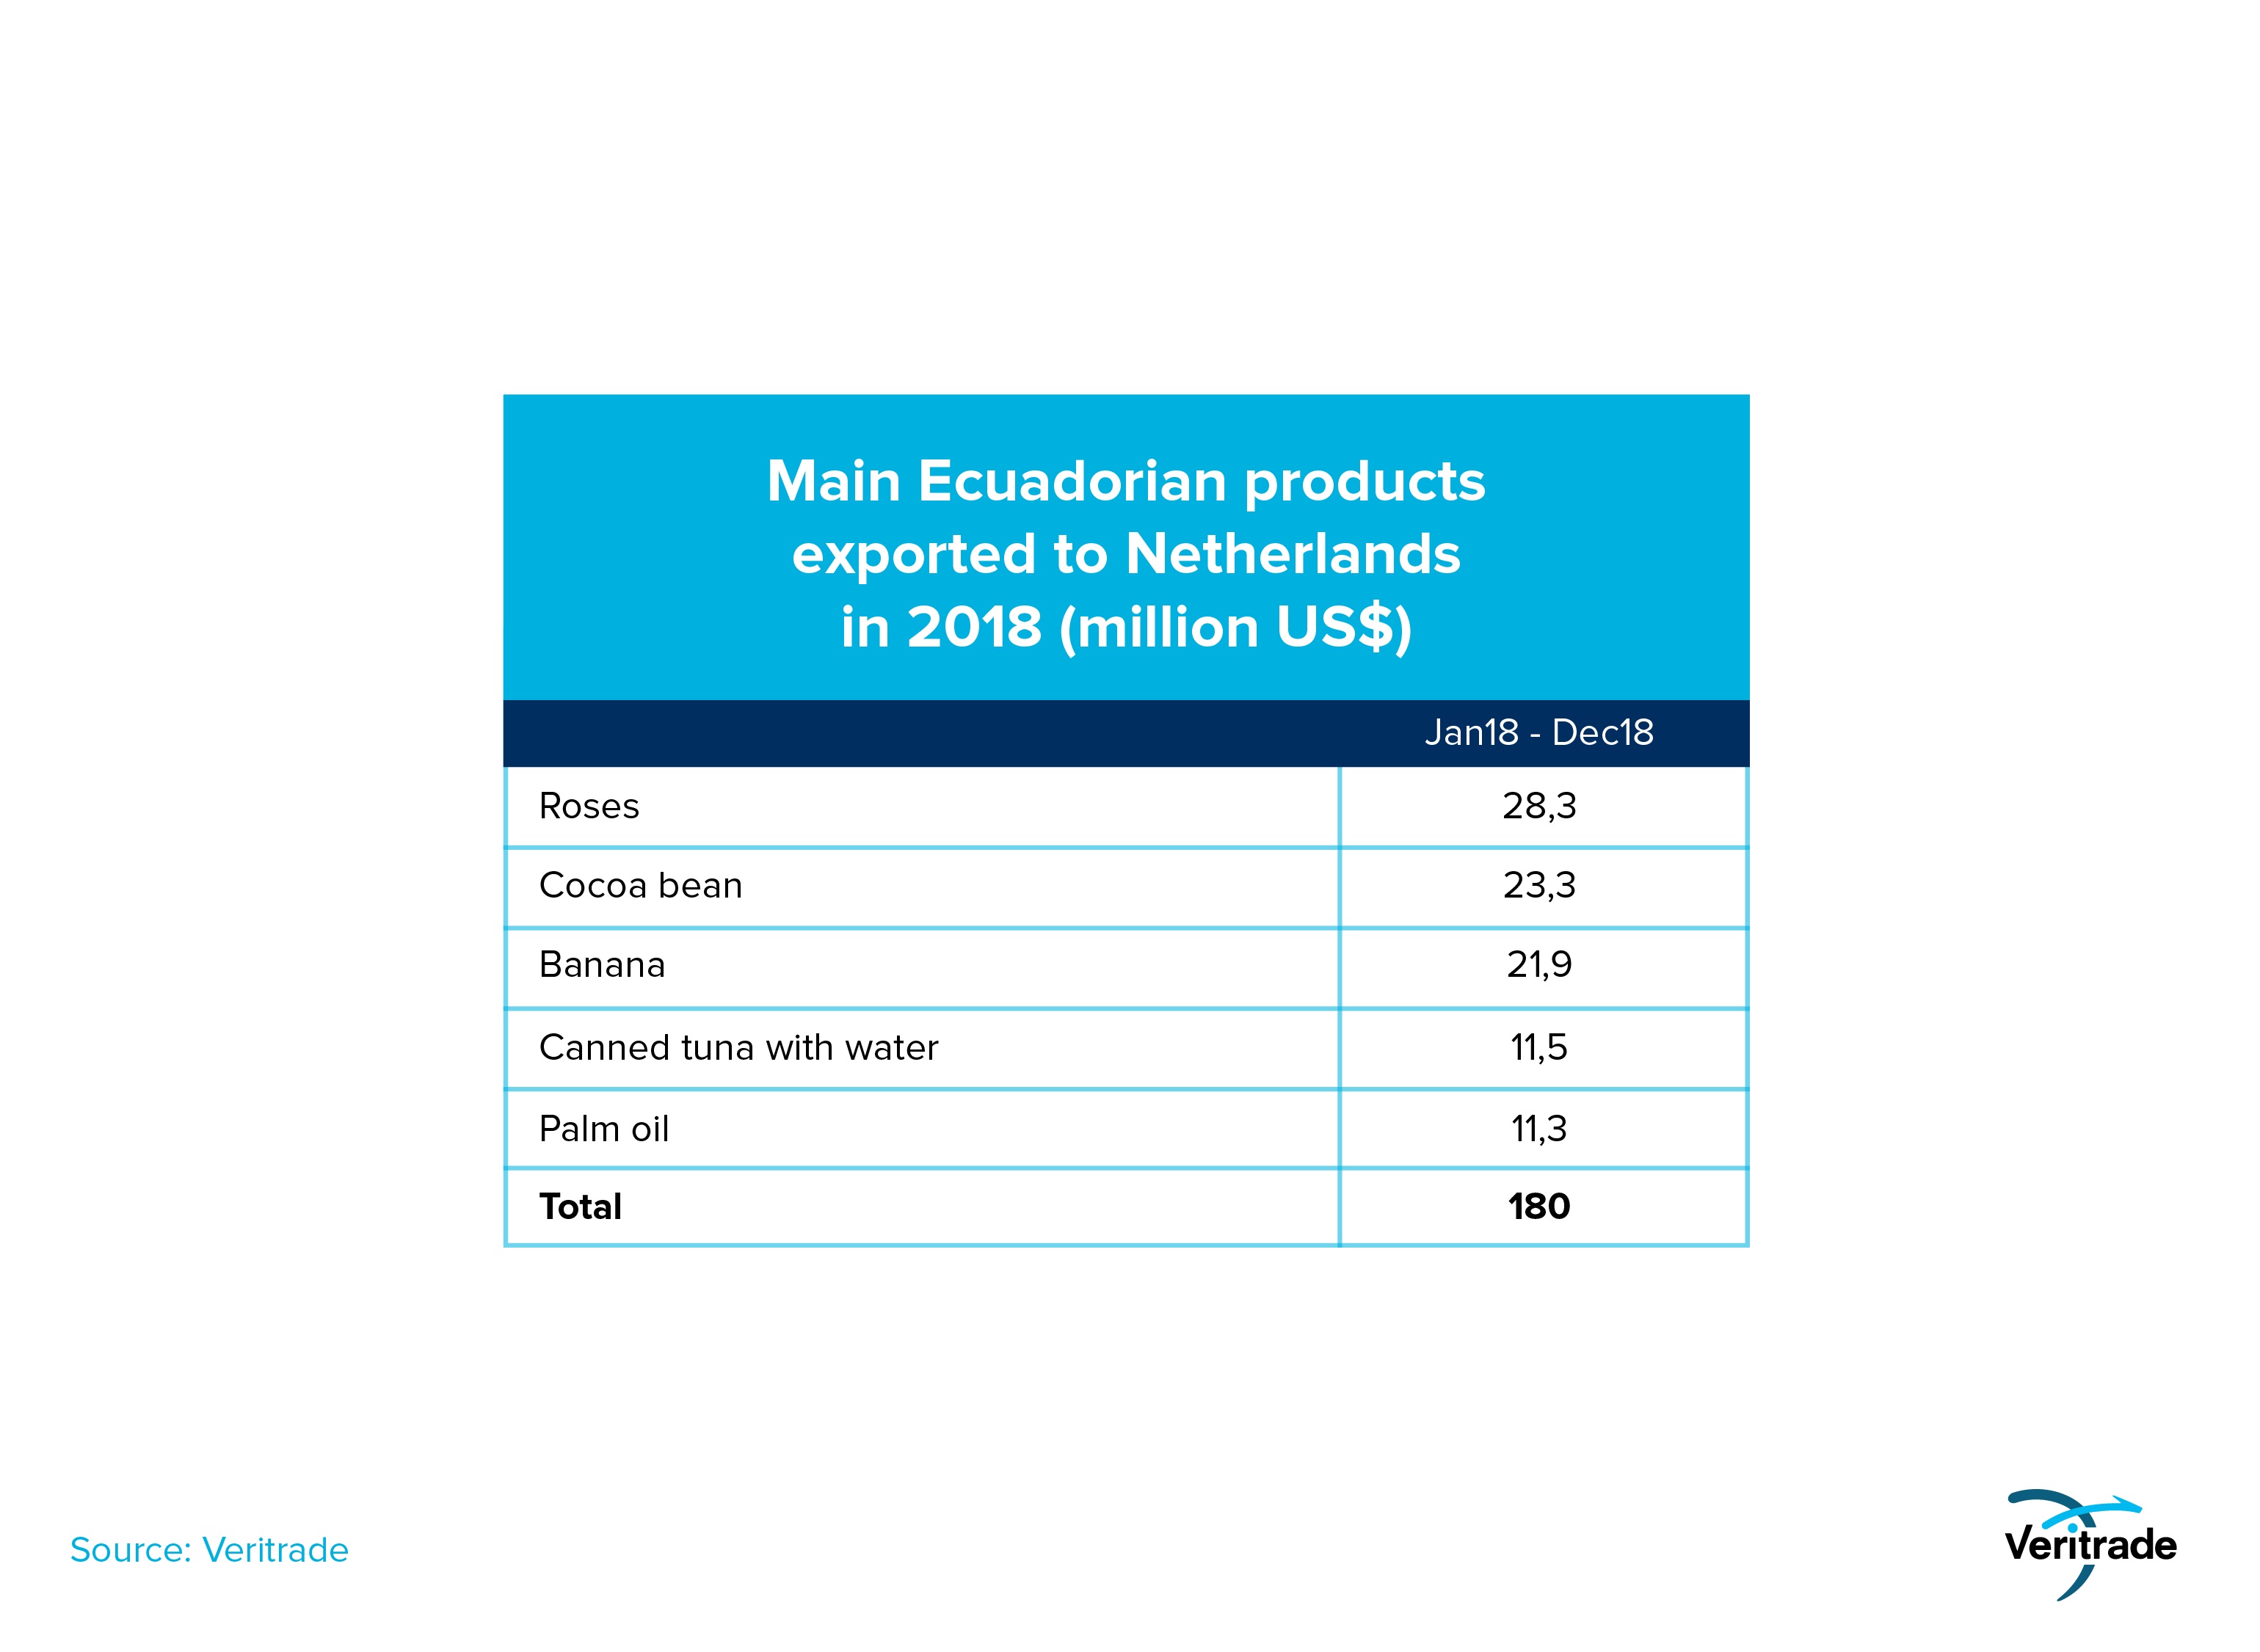 Main Ecuadorian products
exported to Netherlands
in 2018 (million US$)
Jan18 - Dec18
Roses 28,3
Cocoa bean 23,3
Banana 21,9
Canned tuna with water 11,5
Palm oil 11,3
Total 180
Source: Veritrade
Veritrade